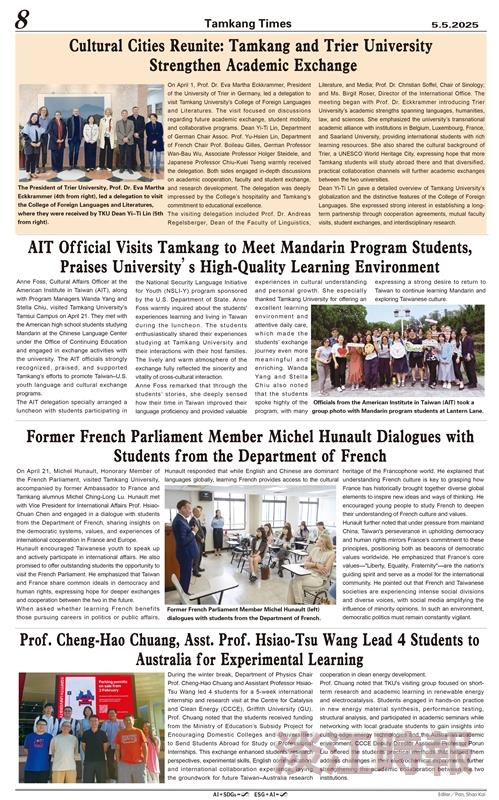 8
Tamkang Times
5.5.2025
Cultural Cities Reunite: Tamkang and Trier University
Strengthen Academic Exchange
The President of Trier University, Prof. Dr. Eva Martha
Eckkrammer (6th from right), led a delegation to visit
the College of Foreign Languages and Literatures,
where they were received by TKU Dean Yi-Ti Lin (5th
from right).
On April 1, Prof. Dr. Eva Martha Eckkrammer, President
of the University of Trier in Germany, led a delegation to
visit Tamkang University's College of Foreign Languages
and Literatures. The visit focused on discussions
regarding future academic exchange, student mobility,
and collaborative programs. Dean Yi-Ti Lin, Department
of German Chair Assoc. Prof. Yu-Hsien Lin, Department
of French Chair Prof. Boileau Gilles, German Professor
Wan-Bau Wu, Associate Professor Holger Steidele, and
Japanese Professor Chiu-Kuei Tseng warmly received
the delegation. Both sides engaged in in-depth discussions
on academic cooperation, faculty and student exchange,
and research development. The delegation was deeply
impressed by the College's hospitality and Tamkang's
commitment to educational excellence.
The visiting delegation included Prof. Dr. Andreas
Regelsberger, Dean of the Faculty of Linguistics,
Literature, and Media; Prof. Dr. Christian Soffel, Chair of Sinology;
and Ms. Birgit Roser, Director of the International Office. The
meeting began with Prof. Dr. Eckkrammer introducing Trier
University's academic strengths spanning languages, humanities,
law, and sciences. She emphasized the university's transnational
academic alliance with institutions in Belgium, Luxembourg, France,
and Saarland University, providing international students with rich
learning resources. She also shared the cultural background of
Trier, a UNESCO World Heritage City, expressing hope that more
Tamkang students will study abroad there and that diversified,
practical collaboration channels will further academic exchanges
between the two universities.
Dean Yi-Ti Lin gave a detailed overview of Tamkang University's
globalization and the distinctive features of the College of Foreign
Languages. She expressed strong interest in establishing a long-
term partnership through cooperation agreements, mutual faculty
visits, student exchanges, and interdisciplinary research.
AIT Official Visits Tamkang to Meet Mandarin Program Students,
Praises University's High-Quality Learning Environment
Anne Foss, Cultural Affairs Officer at the
American Institute in Taiwan (AIT), along
with Program Managers Wanda Yang and
Stella Chiu, visited Tamkang University's
Tamsui Campus on April 21. They met with
the American high school students studying
Mandarin at the Chinese Language Center
under the Office of Continuing Education
and engaged in exchange activities with
the university. The AIT officials strongly
recognized, praised, and supported
Tamkang's efforts to promote Taiwan–U.S.
youth language and cultural exchange
programs.
The AIT delegation specially arranged a
luncheon with students participating in
the National Security Language Initiative
for Youth (NSLI-Y) program sponsored
by the U.S. Department of State. Anne
Foss warmly inquired about the students'
experiences learning and living in Taiwan
during the luncheon. The students
enthusiastically shared their experiences
studying at Tamkang University and
their interactions with their host families.
The lively and warm atmosphere of the
exchange fully reflected the sincerity and
vitality of cross-cultural interaction.
Anne Foss remarked that through the
students' stories, she deeply sensed
how their time in Taiwan improved their
language proficiency and provided valuable
experiences in cultural understanding
and personal growth. She especially
thanked Tamkang University for offering an
excellent learning
environment and
attentive daily care,
which made the
students' exchange
journey even more
meaningful and
enriching. Wanda
Yang and Stella
Chiu also noted
that the students
spoke highly of the
program, with many
expressing a strong desire to return to
Taiwan to continue learning Mandarin and
exploring Taiwanese culture.
Officials from the American Institute in Taiwan (AIT) took a
group photo with Mandarin program students at Lantern Lane.
Former French Parliament Member Michel Hunault Dialogues with
Students from the Department of French
On April 21, Michel Hunault, Honorary Member of
the French Parliament, visited Tamkang University,
accompanied by former Ambassador to France and
Tamkang alumnus Michel Ching-Long Lu. Hunault met
with Vice President for International Affairs Prof. Hsiao-
Chuan Chen and engaged in a dialogue with students
from the Department of French, sharing insights on
the democratic systems, values, and experiences of
international cooperation in France and Europe.
Hunault encouraged Taiwanese youth to speak up
and actively participate in international affairs. He also
promised to offer outstanding students the opportunity to
visit the French Parliament. He emphasized that Taiwan
and France share common ideals in democracy and
human rights, expressing hope for deeper exchanges
and cooperation between the two in the future.
When asked whether learning French benefits
those pursuing careers in politics or public affairs,
Hunault responded that while English and Chinese are dominant
languages globally, learning French provides access to the cultural
Former French Parliament Member Michel Hunault (left)
dialogues with students from the Department of French.
heritage of the Francophone world. He explained that
understanding French culture is key to grasping how
France has historically brought together diverse global
elements to inspire new ideas and ways of thinking. He
encouraged young people to study French to deepen
their understanding of French culture and values.
Hunault further noted that under pressure from mainland
China, Taiwan's perseverance in upholding democracy
and human rights mirrors France's commitment to these
principles, positioning both as beacons of democratic
values worldwide. He emphasized that France's core
values—"Liberty, Equality, Fraternity"—are the nation's
guiding spirit and serve as a model for the international
community. He pointed out that French and Taiwanese
societies are experiencing intense social divisions
and diverse voices, with social media amplifying the
influence of minority opinions. In such an environment,
democratic politics must remain constantly vigilant.
Prof. Cheng-Hao Chuang, Asst. Prof. Hsiao-Tsu Wang Lead 4 Students to
Australia for Experimental Learning
Parking permits
on sale from
3 February
During the winter break, Department of Physics Chair
Prof. Cheng-Hao Chuang and Assistant Professor Hsiao-
Tsu Wang led 4 students for a 5-week international
internship and research visit at the Centre for Catalysis
and Clean Energy (CCCE), Griffith University (GU).
Prof. Chuang noted that the students received funding
from the Ministry of Education's Subsidy Project for
Encouraging Domestic Colleges and Universities
to Send Students Abroad for Study or Professional
Internships. This exchange enhanced students' research
perspectives, experimental skills, English communication,
and international collaboration experience, laying
the groundwork for future Taiwan–Australia research
cooperation in clean energy development.
Prof. Chuang noted that TKU's visiting group focused on short-
term research and academic learning in renewable energy
and electrocatalysis. Students engaged in hands-on practice
in new energy material synthesis, performance testing,
structural analysis, and participated in academic seminars while
networking with local graduate students to gain insights into
CCCE Deputy Director Associate Professor Porun
Liu offered the students practical methods that helped them
淡江時報
AI+SDGs=∞ ESG+AI=∞
Editor／Pan, Shao Kai